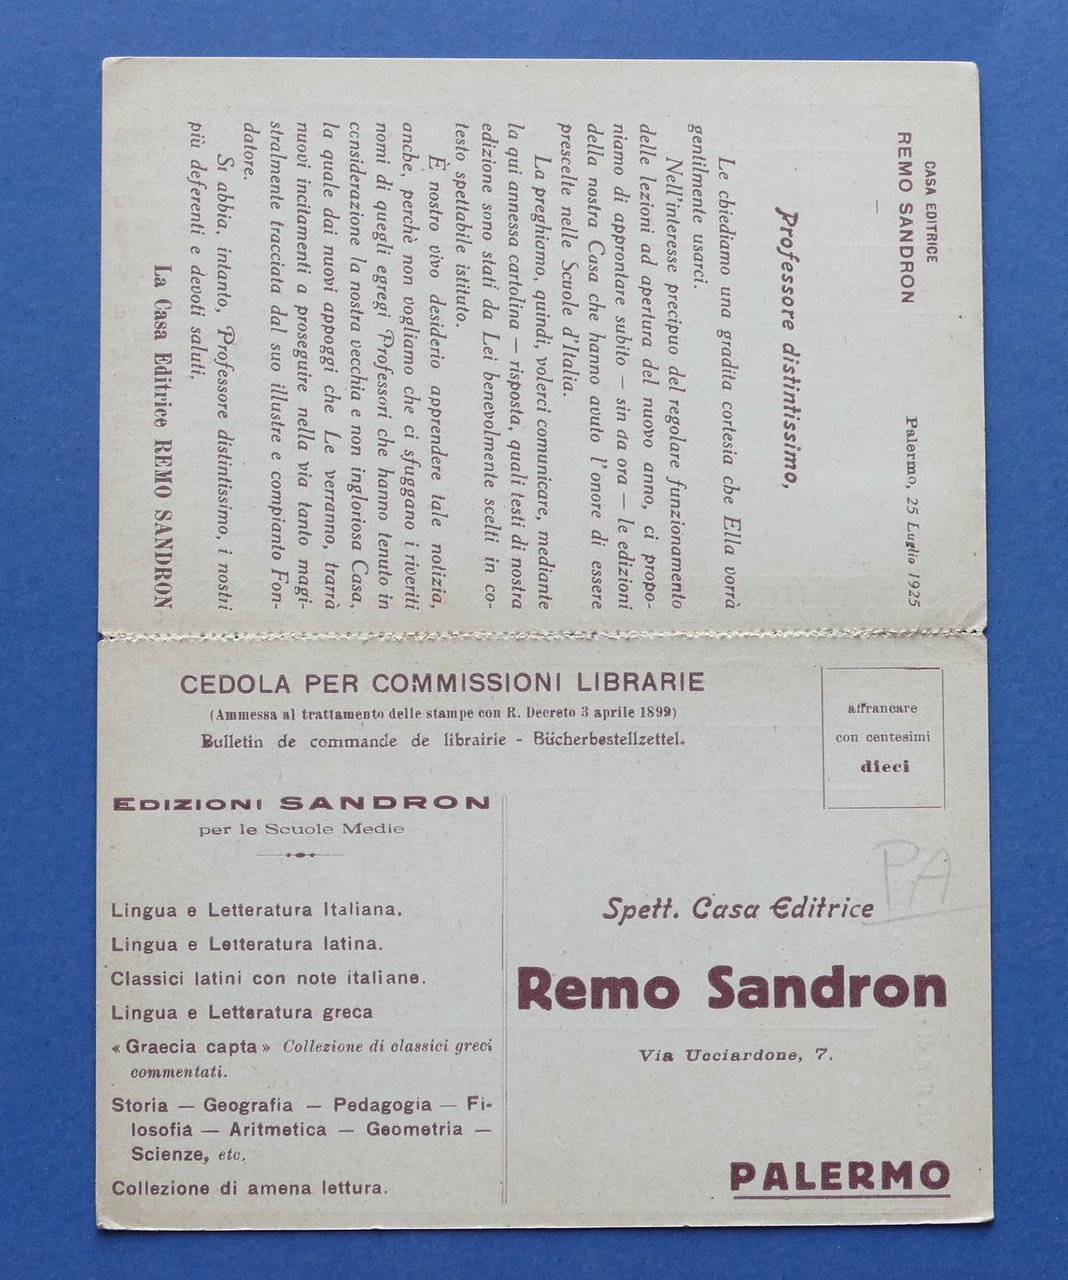 CASA EDITRICE
REMO SANDRON
Palermo, 25 Luglio 1925
Professore distintissimo,
Le chiediamo una gradita cortesia che Ella vorrà
gentilmente usarci.
Nell'interesse precipuo del regolare funzionamento
delle lezioni ad apertura del nuovo anno, ci propo-
niamo di approntare subito — sin da ora — le edizioni
della nostra Casa che hanno avuto l'onore di essere
prescelte nelle Scuole d'Italia.
La preghiamo, quindi, volerci comunicare, mediante
la qui annessa cartolina — risposta, quali testi di nostra
edizione sono stati da Lei benevolmente scelti in co-
testo spettabile istituto.
È nostro vivo desiderio apprendere tale notizia,
anche, perchè non vogliamo che ci sfuggano i riveriti
nomi di quegli egregi Professori che hanno tenuto in
considerazione la nostra vecchia e non ingloriosa Casa,
la quale dai nuovi appoggi che Le verranno, trarrà
nuovi incitamenti a proseguire nella via tanto magi-
stralmente tracciata dal suo illustre e compianto Fon-
datore.
Si abbia, intanto, Professore distintissimo, i nostri
più deferenti e devoti saluti.
La Casa Editrice REMO SANDRON
CEDOLA PER COMMISSIONI LIBRARIE
(Ammessa al trattamento delle stampe con R. Decreto 3 aprile 1899)
Bulletin de commande de librairie - Bücherbestellzettel.
affrancare
con centesimi
dieci
EDIZIONI SANDRON
per le Scuole Medie
Lingua e Letteratura Italiana.
Lingua e Letteratura latina.
Classici latini con note italiane.
Lingua e Letteratura greca
« Graecia capta » Collezione di classici greci
commentati.
Storia — Geografia — Pedagogia — Fi-
losofia — Aritmetica — Geometria —
Scienze, etc.
Collezione di amena lettura.
PA
Spett. Casa Editrice
Remo Sandron
Via Ucciardone, 7.
PALERMO